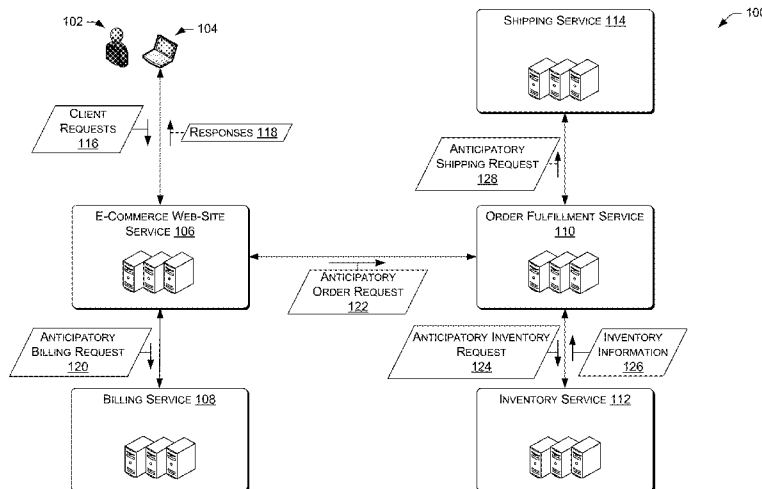 102
104
SHIPPING SERVICE 114
CLIENT
REQUESTS
116
RESPONSES 118
ANTICIPATORY
SHIPPING REQUEST
128
E-COMMERCE WEB-SITE
SERVICE 106
ORDER FULFILLMENT SERVICE
110
ANTICIPATORY
ORDER REQUEST
122
ANTICIPATORY
BILLING REQUEST
120
ANTICIPATORY INVENTORY
REQUEST
124
INVENTORY
INFORMATION
126
BILLING SERVICE 108
INVENTORY SERVICE 112